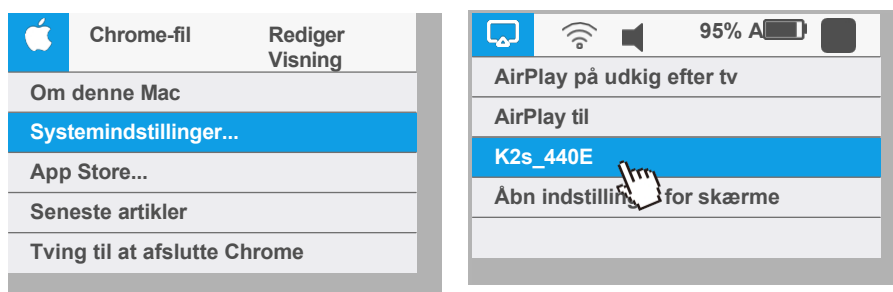 Chrome-fil Rediger
Visning
Om denne Mac
Systemindstillinger...
App Store...
Seneste artikler
Tving til at afslutte Chrome
95% A
AirPlay på udkig efter tv
AirPlay til
K2s_440E
Åbn indstillinger for skærme